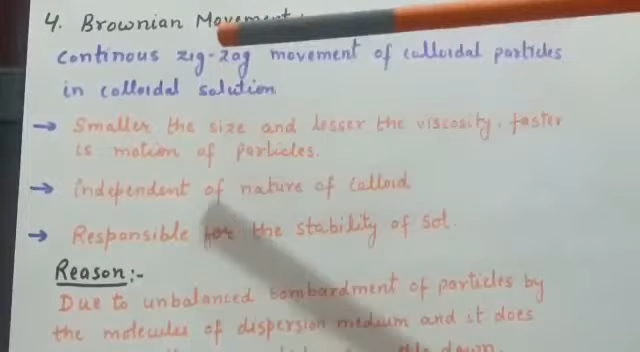 4. Brownian Movement:
Continous zig-zag movement of colloidal particles
in colloidal solution
→ Smaller the size and lesser the viscosity, faster
is motion of particles.
→ Independent of nature of colloid
→ Responsible for the stability of sol.
Reason:-
Due to unbalanced bombardment of particles by
the molecules of dispersion medium and it does
down.